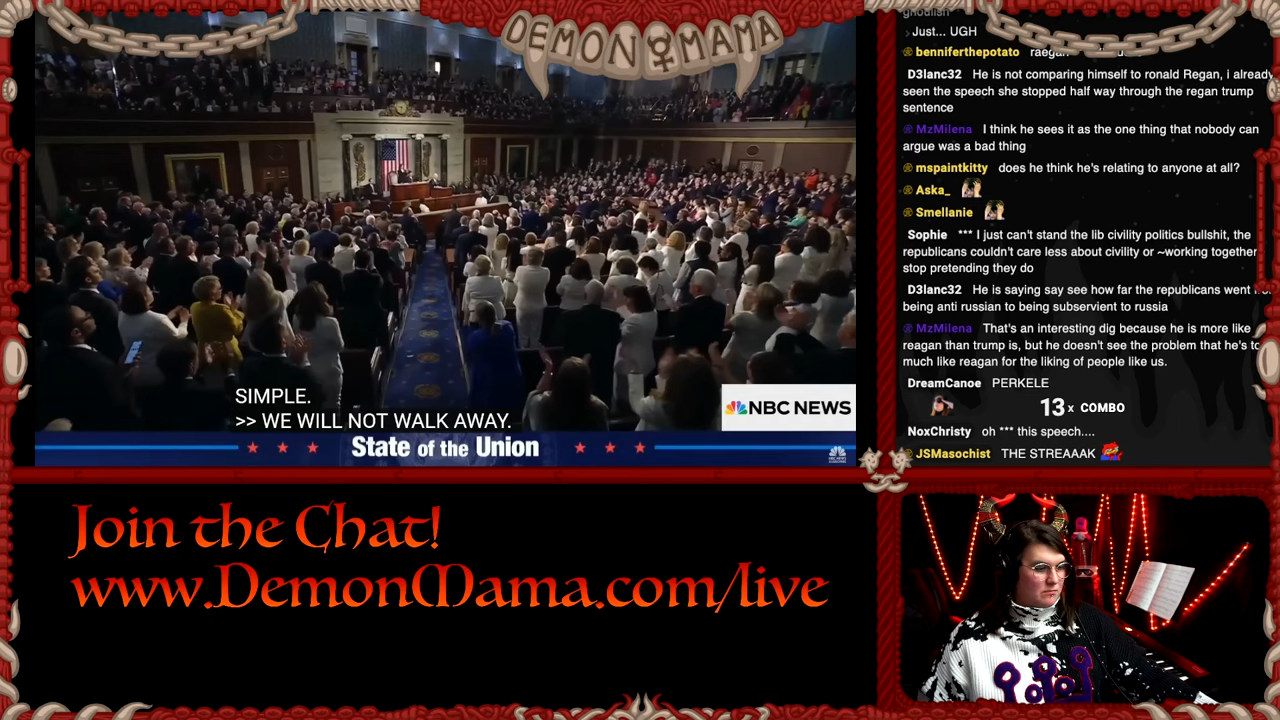 DEMON MAMA
SIMPLE.
>> WE WILL NOT WALK AWAY.
NBC NEWS
State of the Union
Join the Chat!
www.DemonMama.com/live
ghoulish
Just... UGH
benniferthepotato
D3lanc32 He is not comparing himself to ronald Regan, i already
seen the speech she stopped half way through the regan trump
sentence
MzMilena I think he sees it as the one thing that nobody can
argue was a bad thing
mspaintkitty does he think he's relating to anyone at all?
Aska_
Smellanie
Sophie *** I just can't stand the lib civility politics bullshit, the
republicans couldn't care less about civility or ~working together
stop pretending they do
D3lanc32 He is saying say see how far the republicans went
being anti russian to being subservient to russia
MzMilena That's an interesting dig because he is more like
reagan than trump is, but he doesn't see the problem that he's to
much like reagan for the liking of people like us.
DreamCanoe PERKELE
13x COMBO
NoxChristy oh *** this speech....
JSMasochist THE STREAAAK